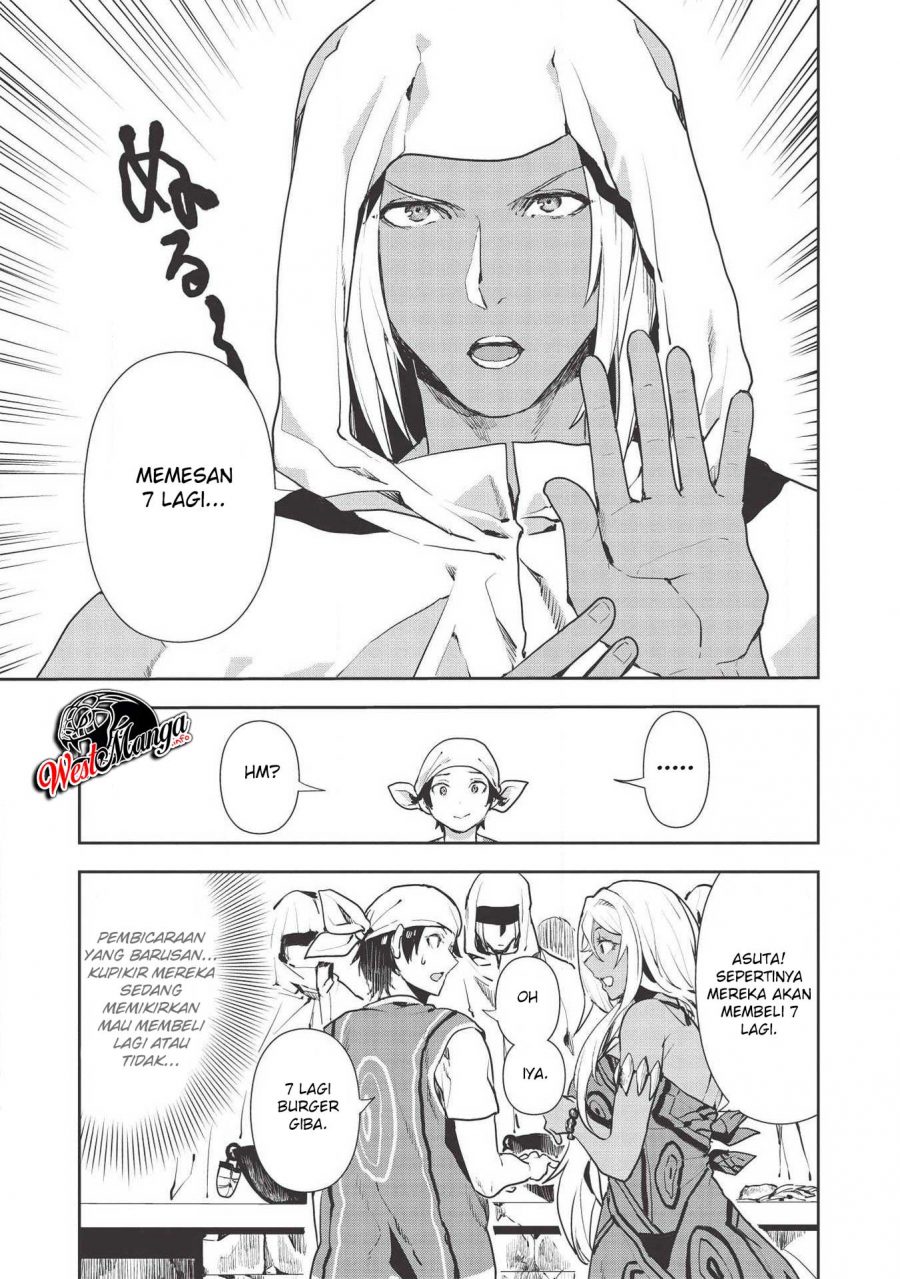 ぬる〜
MEMESAN
7 LAGI...
.....
HM?
WestManga
.info
ASUTA!
SEPERTINYA
MEREKA AKAN
MEMBELI 7
LAGI.
OH
IYA.
7 LAGI
BURGER
GIBA.
PEMBICARAAN
YANG BARUSAN...
KUPIKIR MEREKA
SEDANG
MEMIKIRKAN
MAU MEMBELI
LAGI ATAU
TIDAK...